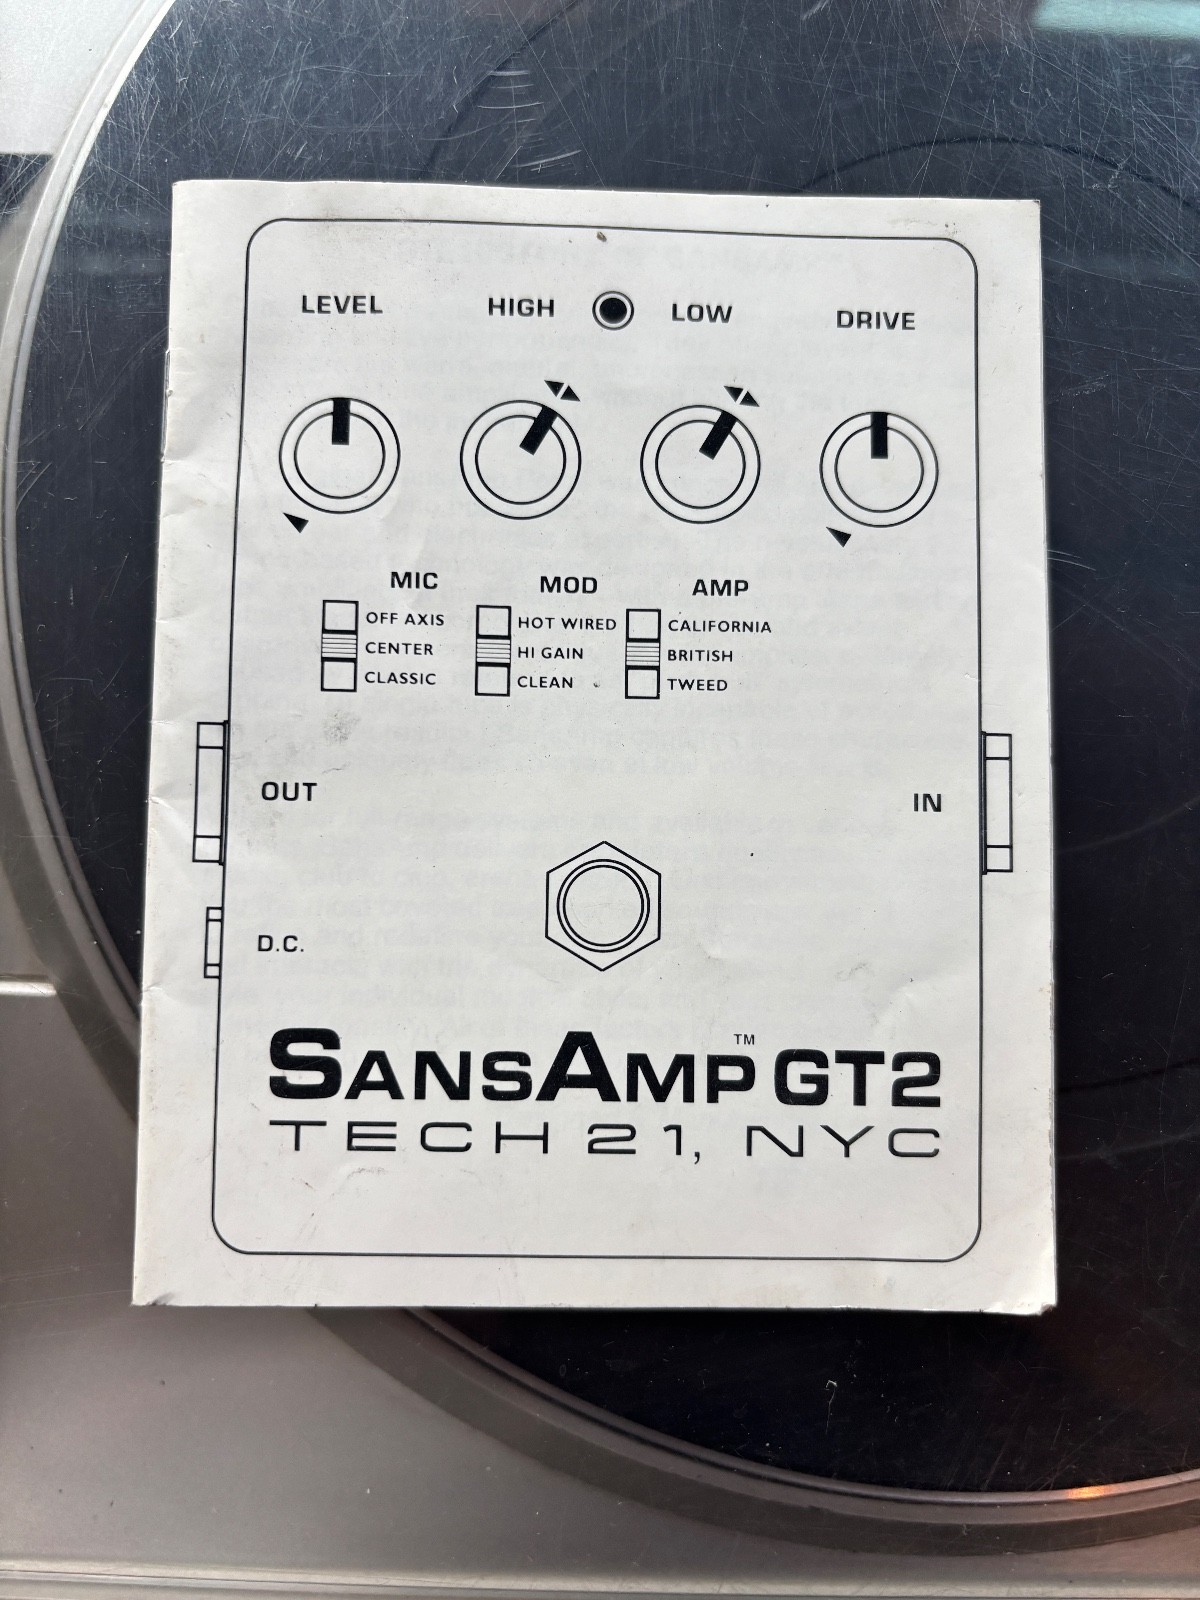 LEVEL HIGH LOW DRIVE
MIC MOD AMP
OFF AXIS HOT WIRED CALIFORNIA
CENTER HI GAIN BRITISH
CLASSIC CLEAN TWEED
OUT IN
D.C.
SANSAMP™ GT2
TECH 21, NYC